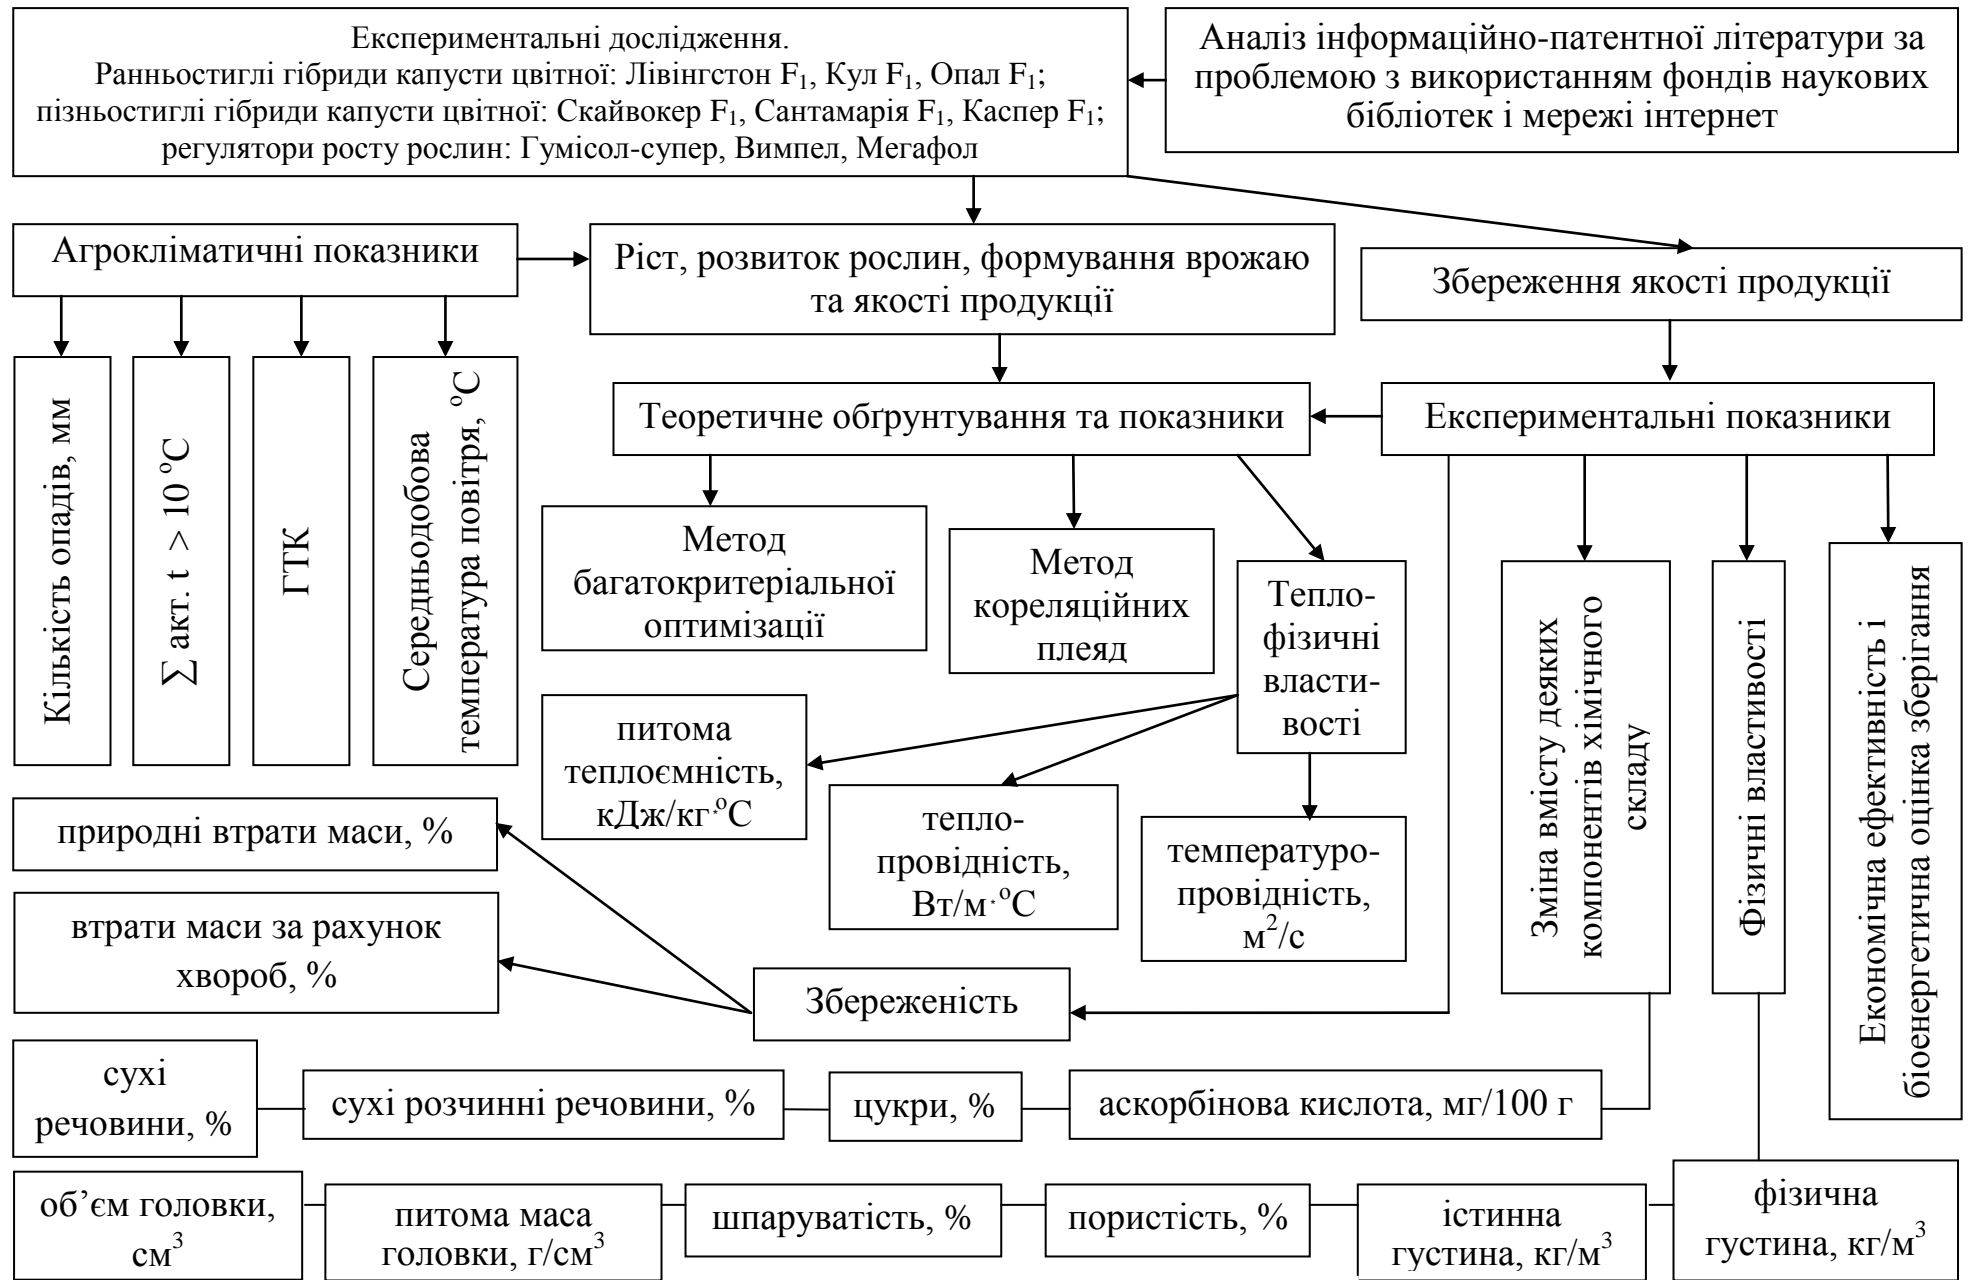 Експериментальні дослідження.
Ранньостиглі гібриди капусти цвітної: Лівінгстон F₁, Кул F₁, Опал F₁;
пізньостиглі гібриди капусти цвітної: Скайвокер F₁, Сантамарія F₁, Каспер F₁;
регулятори росту рослин: Гумісол-супер, Вимпел, Мегафол
Аналіз інформаційно-патентної літератури за
проблемою з використанням фондів наукових
бібліотек і мережі інтернет
Агрокліматичні показники
Ріст, розвиток рослин, формування врожаю
та якості продукції
Збереження якості продукції
Кількість опадів, мм
∑ акт. t > 10 ºС
ГТК
Середньодобова
температура повітря, ºС
Теоретичне обґрунтування та показники
Експериментальні показники
Метод
багатокритеріальної
оптимізації
Метод
кореляційних
плеяд
Тепло-
фізичні
власти-
вості
Зміна вмісту деяких
компонентів хімічного
складу
Фізичні властивості
Економічна ефективність і
біоенергетична оцінка зберігання
питома
теплоємність,
кДж/кг·ºС
тепло-
провідність,
Вт/м·ºС
температуро-
провідність,
м²/с
природні втрати маси, %
втрати маси за рахунок
хвороб, %
Збереженість
сухі
речовини, %
сухі розчинні речовини, %
цукри, %
аскорбінова кислота, мг/100 г
об’єм головки,
см³
питома маса
головки, г/см³
шпаруватість, %
пористість, %
істинна
густина, кг/м³
фізична
густина, кг/м³